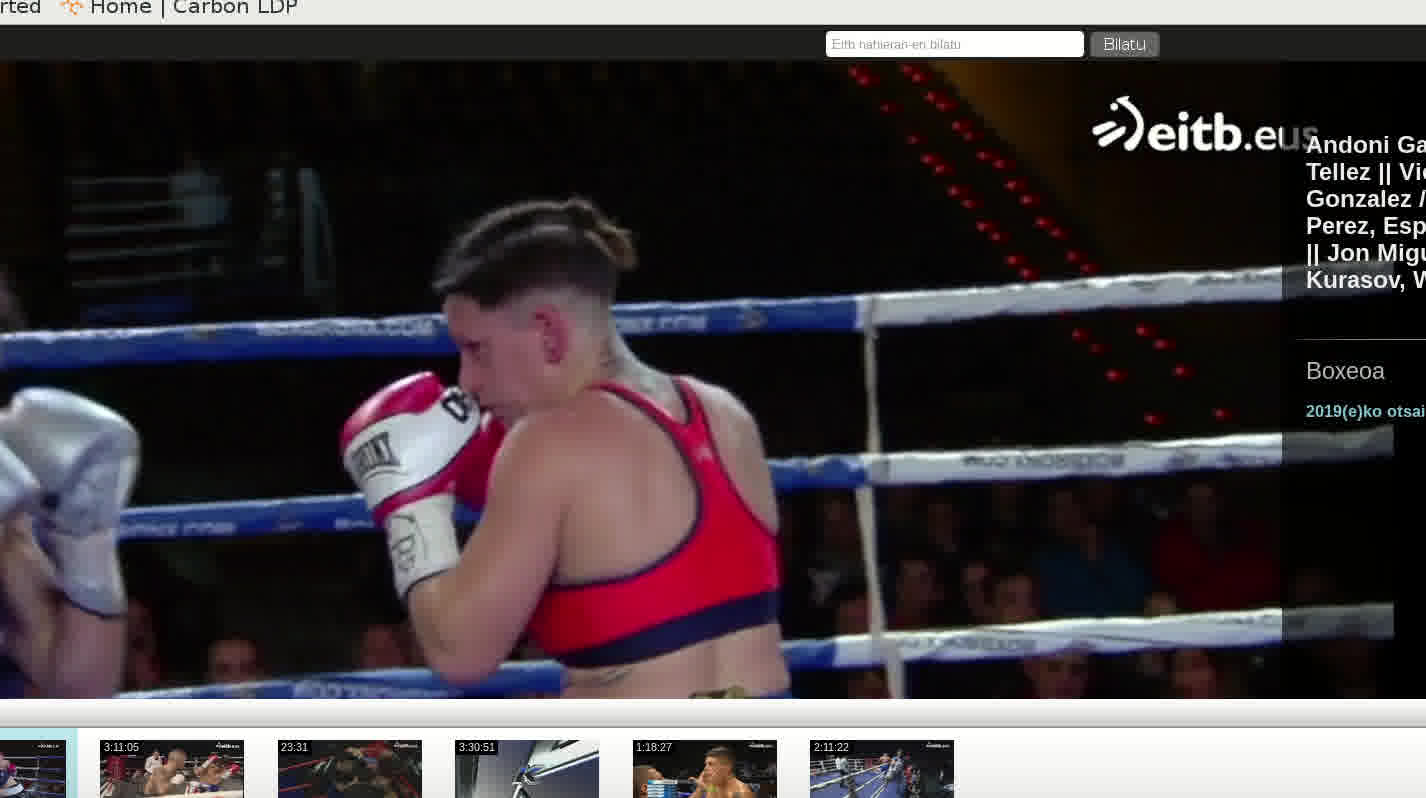 rted Home | Carbon LDP
Eitb nahieran-en bilatu
Bilatu
eitb.eus
Andoni Ga
Tellez || Vi
Gonzalez /
Perez, Esp
|| Jon Migu
Kurasov, W
Boxeoa
2019(e)ko otsai
3:11:05
23:31
3:30:51
1:18:27
2:11:22